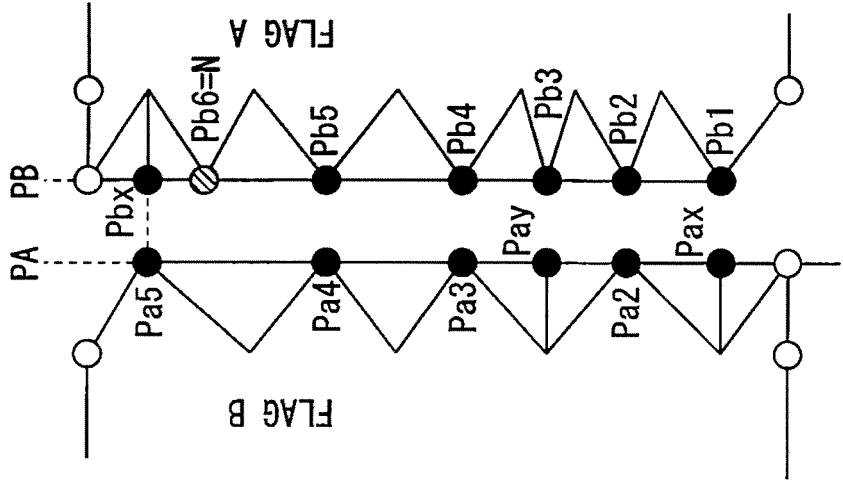 FLAG A
PB
Pbx
Pb6=N
Pb5
Pb4
Pb3
Pb2
Pb1
PA
Pa5
Pa4
Pa3
Pay
Pa2
Pax
FLAG B